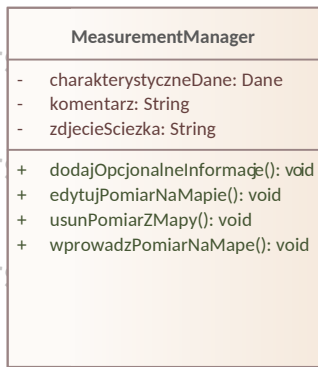 MeasurementManager
- charakterystyczneDane: Dane
- komentarz: String
- zdjecieSciezka: String
+ dodajOpcjonalneInformacje(): void
+ edytujPomiarNaMapie(): void
+ usunPomiarZMapy(): void
+ wprowadzPomiarNaMape(): void